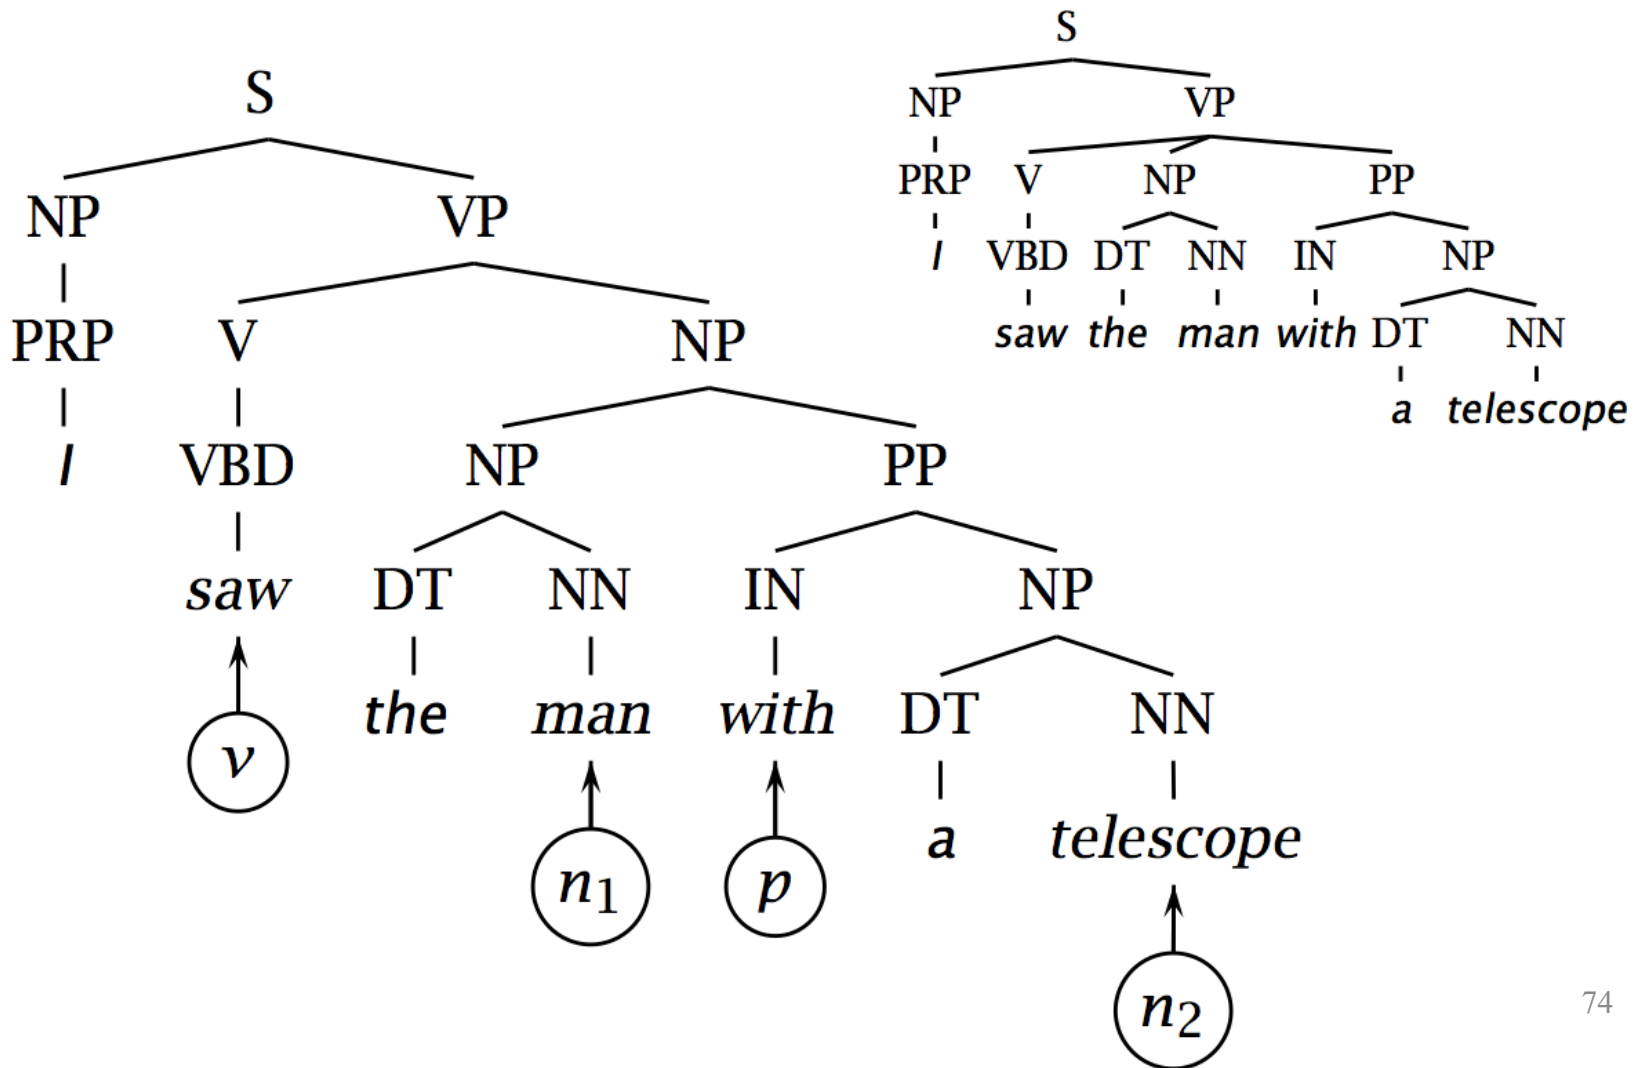 S
NP VP
PRP V NP
I VBD NP PP
saw DT NN IN NP
the man with DT NN
v
a telescope
n1 p
n2
S
NP VP
PRP V NP PP
I VBD DT NN IN NP
saw the man with DT NN
a telescope
74